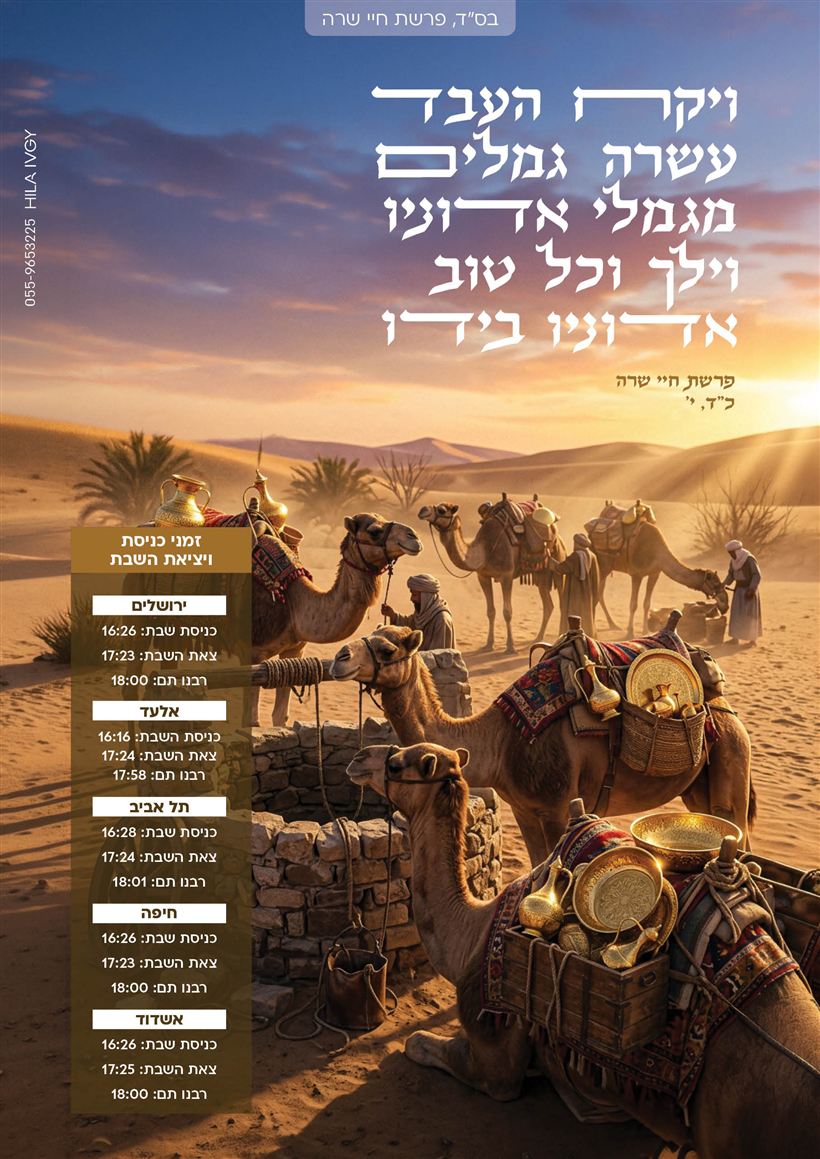 בס"ד, פרשת חיי שרה
ויקח העבד
עשרה גמלים
מגמלי אדוניו
וילך וכל טוב
אדוניו בידו
פרשת חיי שרה
כ"ד, י'
055-9653225 HILA IVGY
זמני כניסת
ויציאת השבת
ירושלים
כניסת שבת: 16:26
צאת השבת: 17:23
רבנו תם: 18:00
אלעד
כניסת השבת: 16:16
צאת השבת: 17:24
רבנו תם: 17:58
תל אביב
כניסת שבת: 16:28
צאת השבת: 17:24
רבנו תם: 18:01
חיפה
כניסת שבת: 16:26
צאת השבת: 17:23
רבנו תם: 18:00
אשדוד
כניסת שבת: 16:26
צאת השבת: 17:25
רבנו תם: 18:00